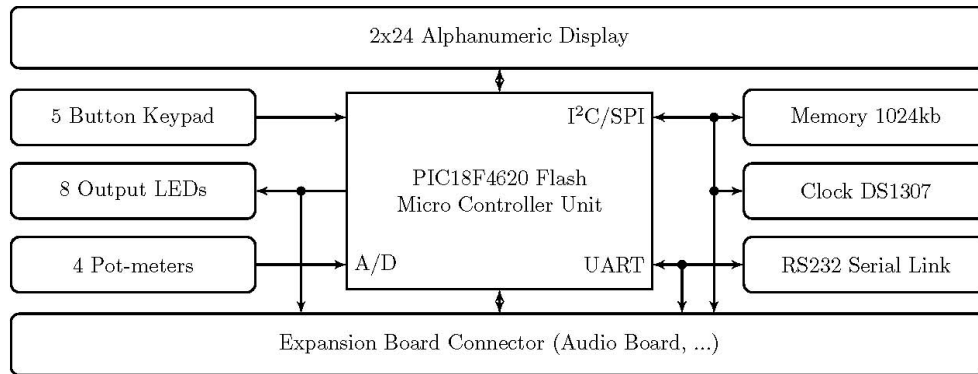 2x24 Alphanumeric Display
5 Button Keypad
I²C/SPI
Memory 1024kb
8 Output LEDs
PIC18F4620 Flash
Micro Controller Unit
Clock DS1307
4 Pot-meters
A/D
UART
RS232 Serial Link
Expansion Board Connector (Audio Board, ...)